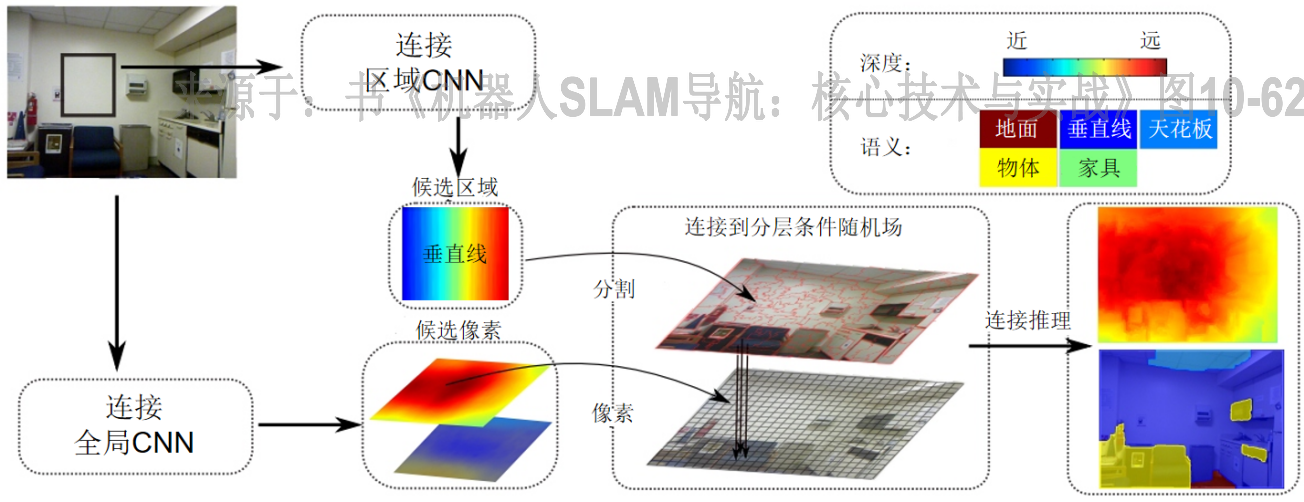 连接
区域CNN
近 远
深度:
来源于: 书《机器人SLAM导航: 核心技术与实战》图10-62
语义:
地面 垂直线 天花板
物体 家具
候选区域
垂直线
连接到分层条件随机场
分割
候选像素
连接推理
像素
连接
全局CNN